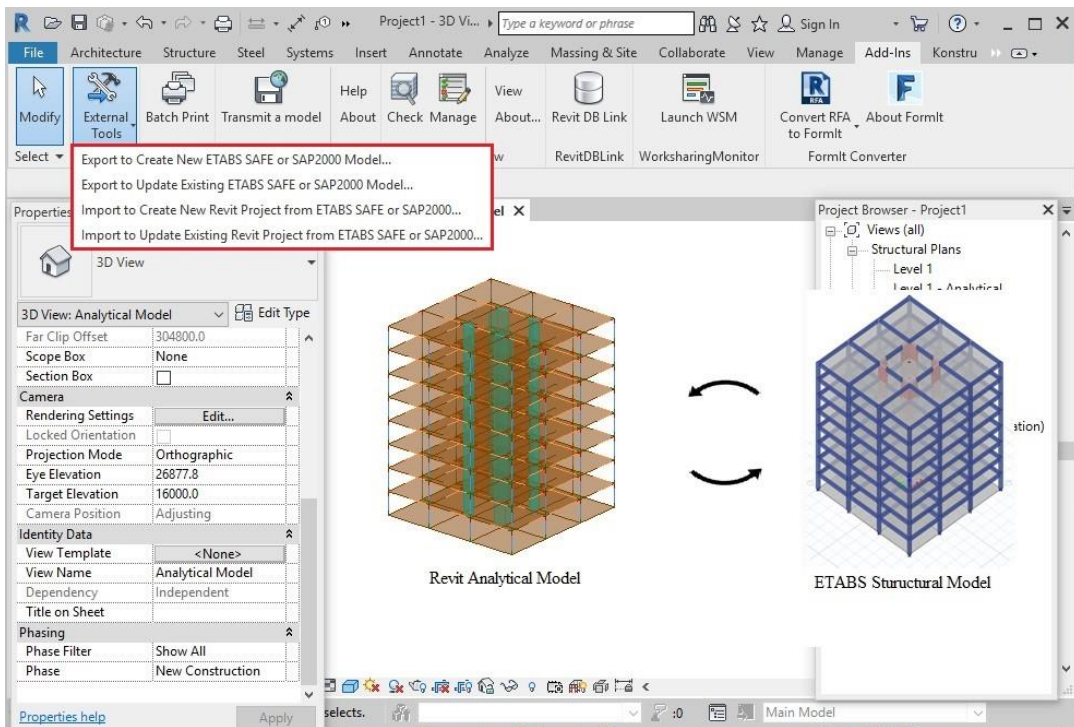 Project1 - 3D Vi... Type a keyword or phrase Sign In
File Architecture Structure Steel Systems Insert Annotate Analyze Massing & Site Collaborate View Manage Add-Ins Konstru
Modify External Tools Batch Print Transmit a model Help About Check Manage View About... Revit DB Link Launch WSM Convert RFA to FormIt About FormIt
RFA
Select w RevitDBLink WorksharingMonitor FormIt Converter
Export to Create New ETABS SAFE or SAP2000 Model...
Export to Update Existing ETABS SAFE or SAP2000 Model...
Import to Create New Revit Project from ETABS SAFE or SAP2000...
Import to Update Existing Revit Project from ETABS SAFE or SAP2000...
Properties
el
3D View
3D View: Analytical Model Edit Type
Far Clip Offset 304800.0
Scope Box None
Section Box
Camera
Rendering Settings Edit...
Locked Orientation
Projection Mode Orthographic
Eye Elevation 26877.8
Target Elevation 16000.0
Camera Position Adjusting
Identity Data
View Template <None>
View Name Analytical Model
Dependency Independent
Title on Sheet
Phasing
Phase Filter Show All
Phase New Construction
Properties help Apply
Revit Analytical Model
ETABS Stuructural Model
Project Browser - Project1
Views (all)
Structural Plans
Level 1
Level 1 - Analytical
ation)
selects. :0 Main Model